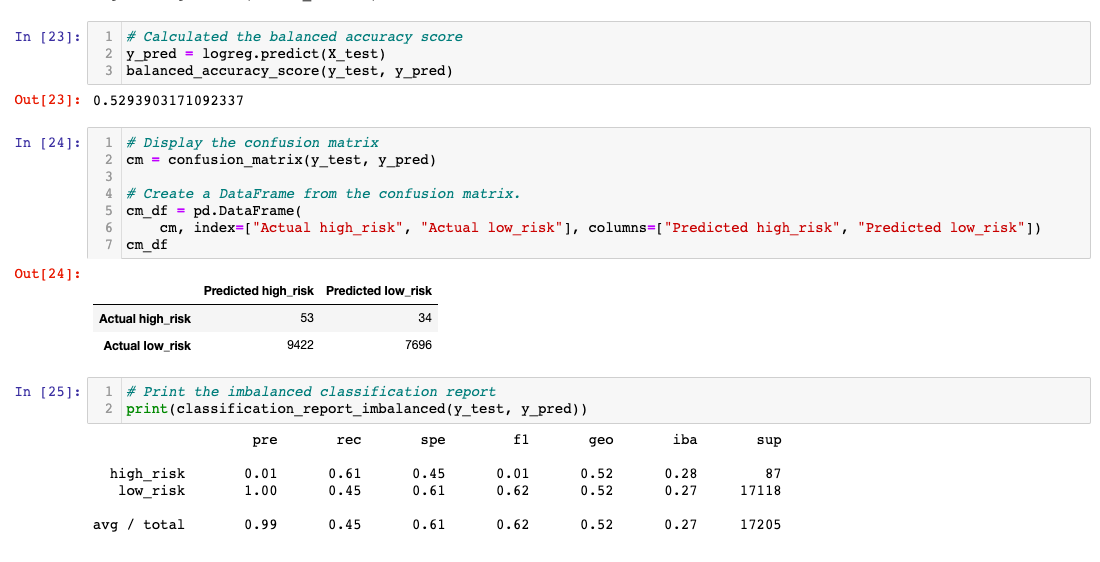 In [23]:
1 # Calculated the balanced accuracy score
2 y_pred = logreg.predict(X_test)
3 balanced_accuracy_score(y_test, y_pred)
Out[23]: 0.5293903171092337
In [24]:
1 # Display the confusion matrix
2 cm = confusion_matrix(y_test, y_pred)
3
4 # Create a DataFrame from the confusion matrix.
5 cm_df = pd.DataFrame(
6     cm, index=["Actual high_risk", "Actual low_risk"], columns=["Predicted high_risk", "Predicted low_risk"])
7 cm_df
Out[24]:
Predicted high_risk Predicted low_risk
Actual high_risk 53 34
Actual low_risk 9422 7696
In [25]:
1 # Print the imbalanced classification report
2 print(classification_report_imbalanced(y_test, y_pred))
pre rec spe f1 geo iba sup
high_risk 0.01 0.61 0.45 0.01 0.52 0.28 87
low_risk 1.00 0.45 0.61 0.62 0.52 0.27 17118
avg / total 0.99 0.45 0.61 0.62 0.52 0.27 17205